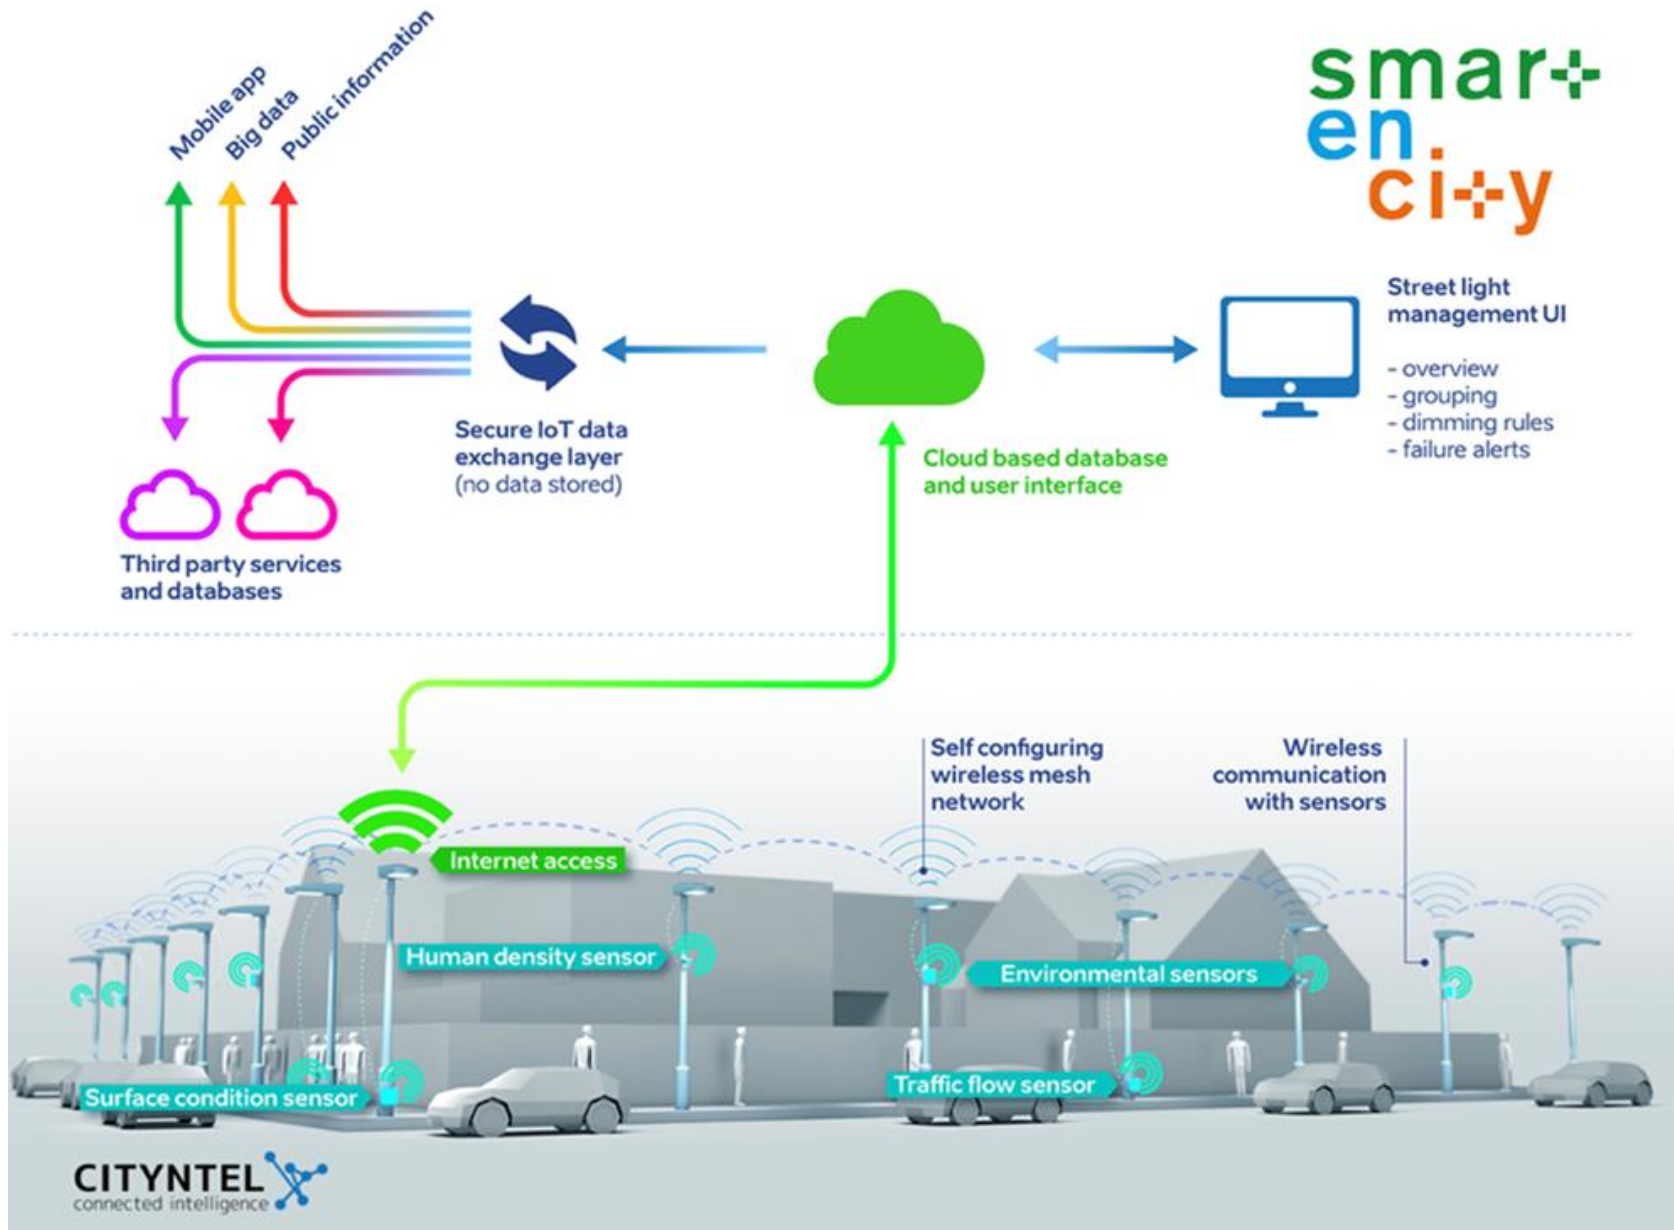 Mobile app
Big data
Public information
smart
en
city
Street light
management UI
- overview
- grouping
- dimming rules
- failure alerts
Secure IoT data
exchange layer
(no data stored)
Cloud based database
and user interface
Third party services
and databases
Self configuring
wireless mesh
network
Wireless
communication
with sensors
Internet access
Human density sensor
Environmental sensors
Surface condition sensor
Traffic flow sensor
CITYNTEL
connected intelligence